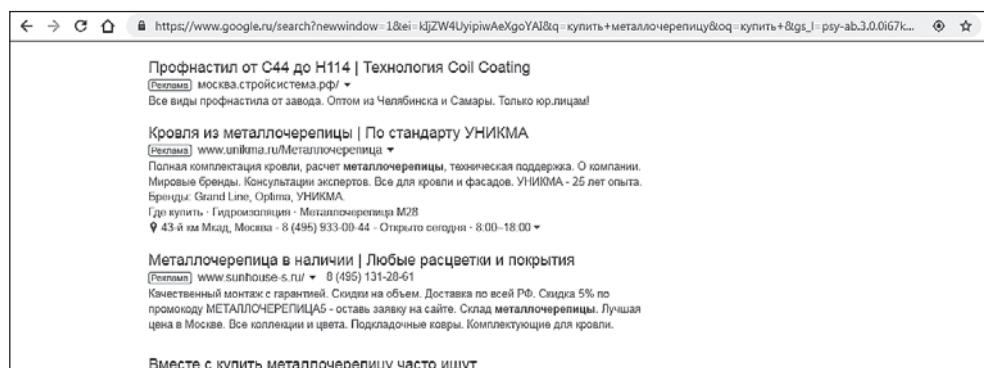 https://www.google.ru/search?newwindow=1&ei=kIjZW4UyipiwAeXgoYAI&q=купить+металлочерепицу&oq=купить+&gs_l=psy-ab.3.0.0i67k...
Профнастил от С44 до Н114 | Технология Coil Coating
Реклама москва.стройсистема.рф/
Все виды профнастила от завода. Оптом из Челябинска и Самары. Только юр.лицам!
Кровля из металлочерепицы | По стандарту УНИКМА
Реклама www.unikma.ru/Металлочерепица
Полная комплектация кровли, расчет металлочерепицы, техническая поддержка. О компании.
Мировые бренды. Консультации экспертов. Все для кровли и фасадов. УНИКМА - 25 лет опыта.
Бренды: Grand Line, Optima, УНИКМА.
Где купить · Гидроизоляция · Металлочерепица М28
43-й км Мкад, Москва - 8 (495) 933-00-44 - Открыто сегодня · 8:00–18:00
Металлочерепица в наличии | Любые расцветки и покрытия
Реклама www.sunhouse-s.ru/ 8 (495) 131-28-61
Качественный монтаж с гарантией. Скидки на объем. Доставка по всей РФ. Скидка 5% по
промокоду МЕТАЛЛОЧЕРЕПИЦА5 - оставь заявку на сайте. Склад металлочерепицы. Лучшая
цена в Москве. Все коллекции и цвета. Подкладочные ковры. Комплектующие для кровли.
Вместе с купить металлочерепицу часто ищут